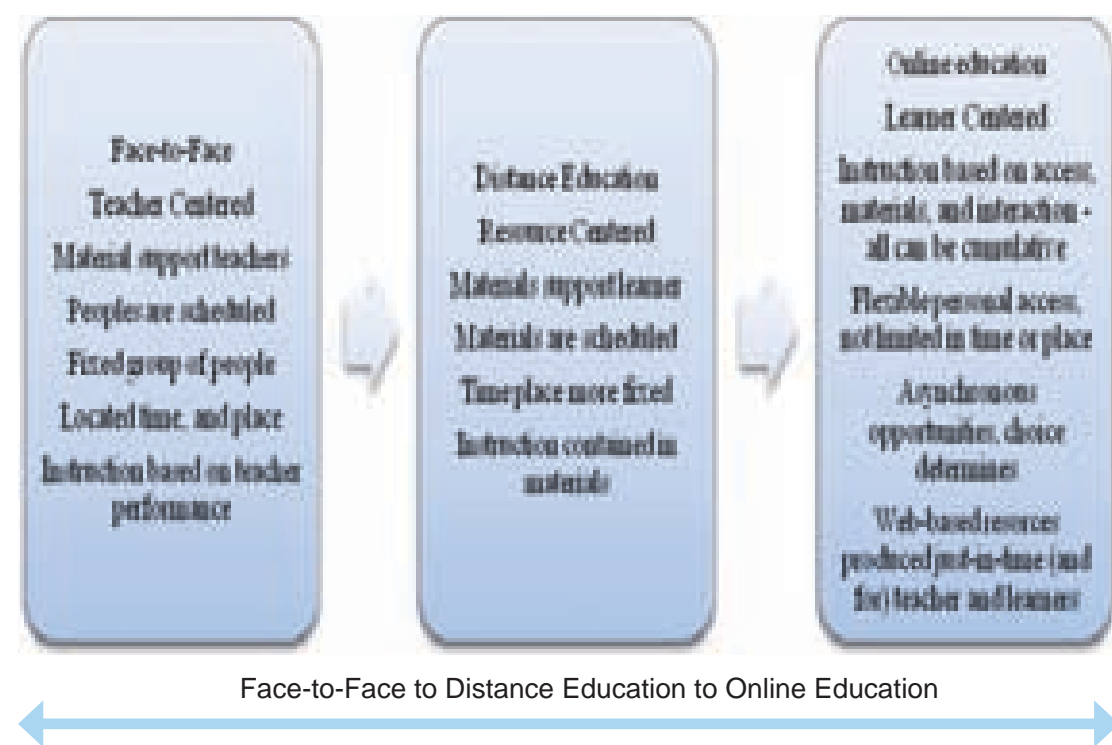 Face-to-Face
Teacher Centered
Material support teachers
Peoples are scheduled
Fixed group of people
Located time, and place
Instruction based on teacher
performance
Distance Education
Resource Centered
Materials support learner
Materials are scheduled
Time place more fixed
Instruction contained in
materials
Online education
Learner Centered
Instruction based on access,
materials, and interaction -
all can be cumulative
Flexible personal access,
not limited in time or place
Asynchronous
opportunities, choice
determines
Web-based resorces
produced just-in-time (and
for) teacher and learners
Face-to-Face to Distance Education to Online Education